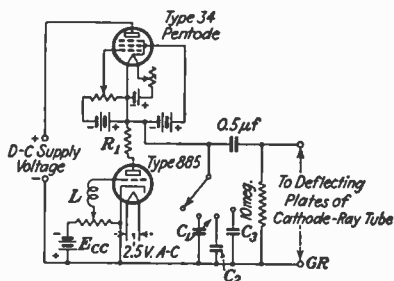 Type 34
Pentode
+
-
+
-
+
-
+
R₁
0.5μf
+
D-C Supply
Voltage
-
Type 885
L
10meg.
To Deflecting
Plates of
Cathode-Ray Tube
C₁
C₂
C₃
-
+
Ecc
2.5V. A-C
GR